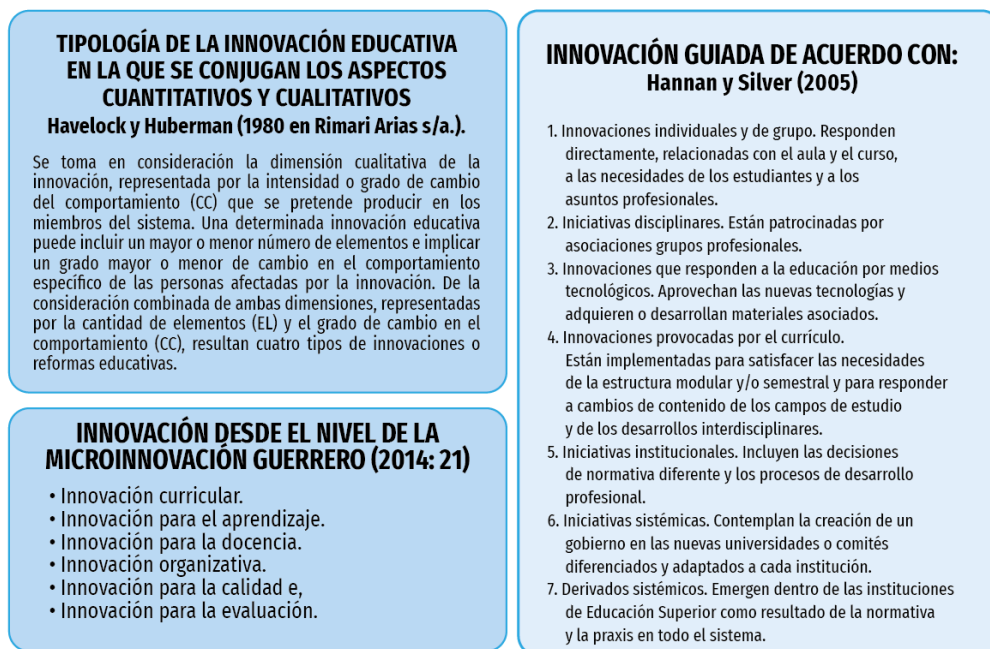 TIPOLOGÍA DE LA INNOVACIÓN EDUCATIVA
EN LA QUE SE CONJUGAN LOS ASPECTOS
CUANTITATIVOS Y CUALITATIVOS
Havelock y Huberman (1980 en Rimari Arias s/a.).
Se toma en consideración la dimensión cualitativa de la
innovación, representada por la intensidad o grado de cambio
del comportamiento (CC) que se pretende producir en los
miembros del sistema. Una determinada innovación educativa
puede incluir un mayor o menor número de elementos e implicar
un grado mayor o menor de cambio en el comportamiento
específico de las personas afectadas por la innovación. De la
consideración combinada de ambas dimensiones, representadas
por la cantidad de elementos (EL) y el grado de cambio en el
comportamiento (CC), resultan cuatro tipos de innovaciones o
reformas educativas.
INNOVACIÓN DESDE EL NIVEL DE LA
MICROINNOVACIÓN GUERRERO (2014: 21)
• Innovación curricular.
• Innovación para el aprendizaje.
• Innovación para la docencia.
• Innovación organizativa.
• Innovación para la calidad e,
• Innovación para la evaluación.
INNOVACIÓN GUIADA DE ACUERDO CON:
Hannan y Silver (2005)
1. Innovaciones individuales y de grupo. Responden
directamente, relacionadas con el aula y el curso,
a las necesidades de los estudiantes y a los
asuntos profesionales.
2. Iniciativas disciplinares. Están patrocinadas por
asociaciones grupos profesionales.
3. Innovaciones que responden a la educación por medios
tecnológicos. Aprovechan las nuevas tecnologías y
adquieren o desarrollan materiales asociados.
4. Innovaciones provocadas por el currículo.
Están implementadas para satisfacer las necesidades
de la estructura modular y/o semestral y para responder
a cambios de contenido de los campos de estudio
y de los desarrollos interdisciplinares.
5. Iniciativas institucionales. Incluyen las decisiones
de normativa diferente y los procesos de desarrollo
profesional.
6. Iniciativas sistémicas. Contemplan la creación de un
gobierno en las nuevas universidades o comités
diferenciados y adaptados a cada institución.
7. Derivados sistémicos. Emergen dentro de las instituciones
de Educación Superior como resultado de la normativa
y la praxis en todo el sistema.